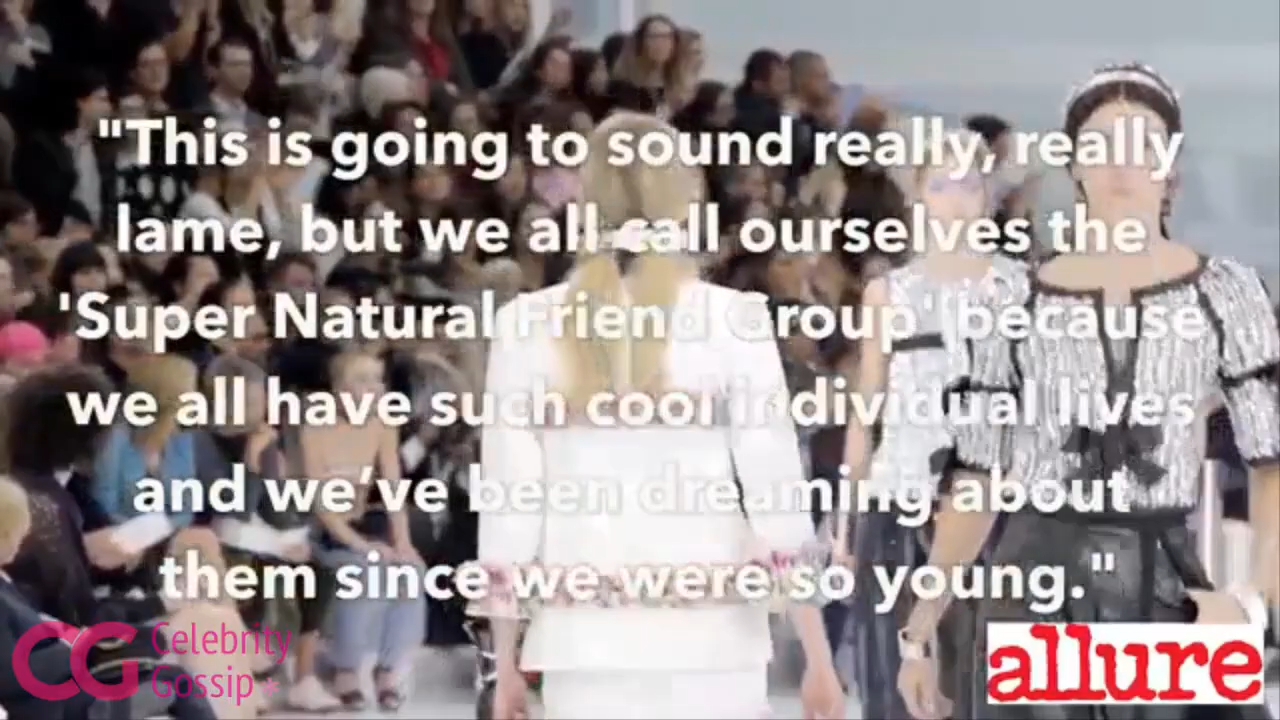 "This is going to sound really, really
lame, but we all call ourselves the
'Super Natural Friend Group' because
we all have such cool individual lives
and we’ve been dreaming about
them since we were so young."
CG Celebrity
Gossip
allure